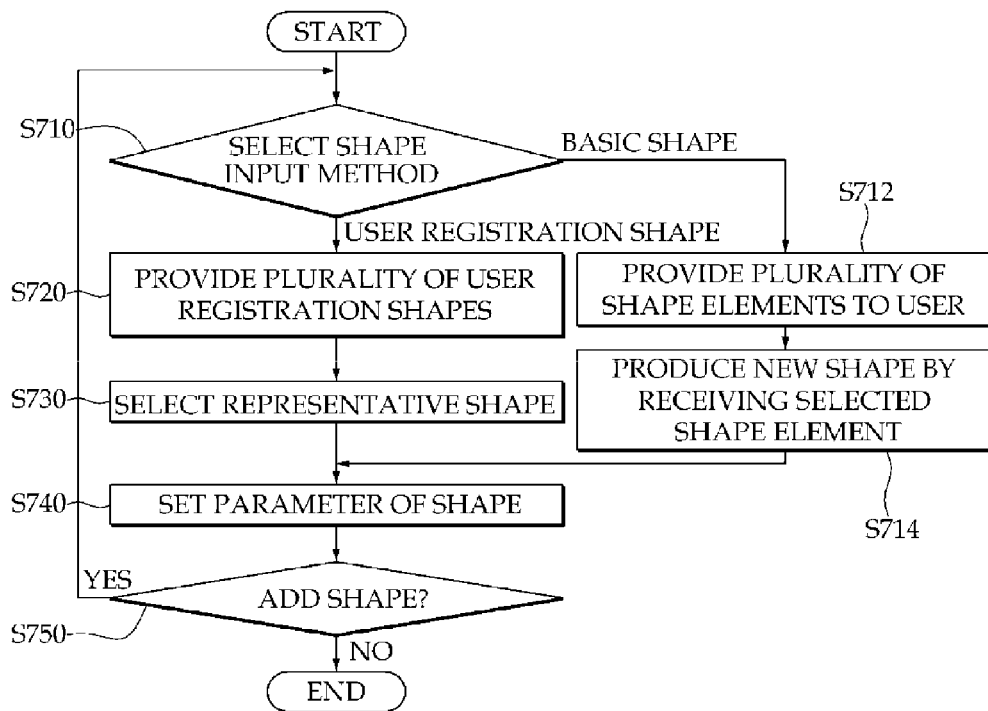 START
S710
SELECT SHAPE
INPUT METHOD
BASIC SHAPE
S712
USER REGISTRATION SHAPE
S720
PROVIDE PLURALITY OF USER
REGISTRATION SHAPES
PROVIDE PLURALITY OF
SHAPE ELEMENTS TO USER
S730
SELECT REPRESENTATIVE SHAPE
PRODUCE NEW SHAPE BY
RECEIVING SELECTED
SHAPE ELEMENT
S740
SET PARAMETER OF SHAPE
S714
YES
ADD SHAPE?
S750
NO
END